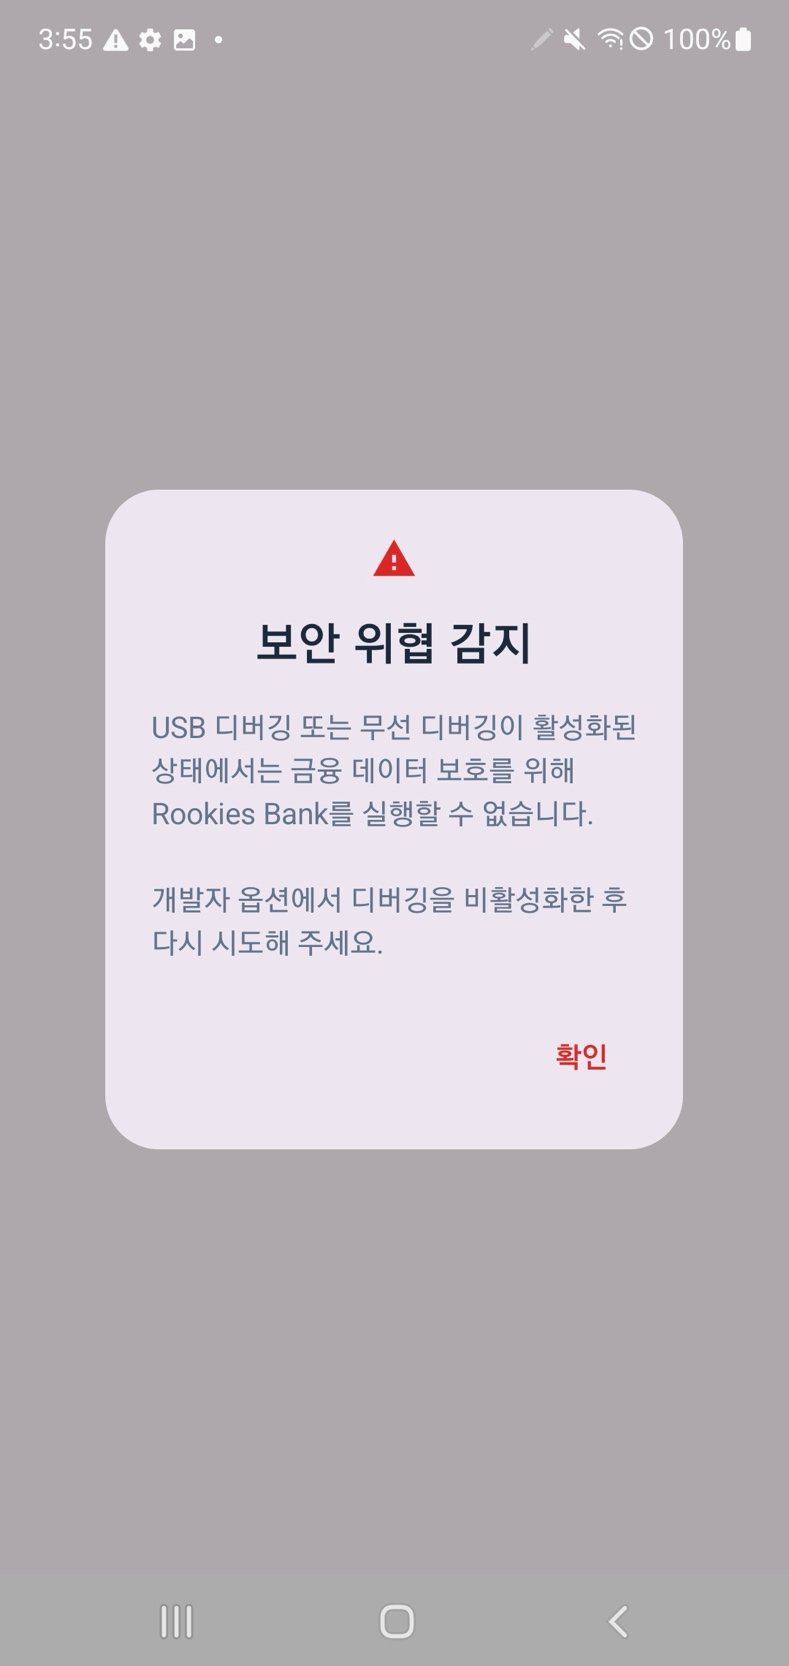 3:55
100%
보안 위협 감지
USB 디버깅 또는 무선 디버깅이 활성화된
상태에서는 금융 데이터 보호를 위해
Rookies Bank를 실행할 수 없습니다.
개발자 옵션에서 디버깅을 비활성화한 후
다시 시도해 주세요.
확인